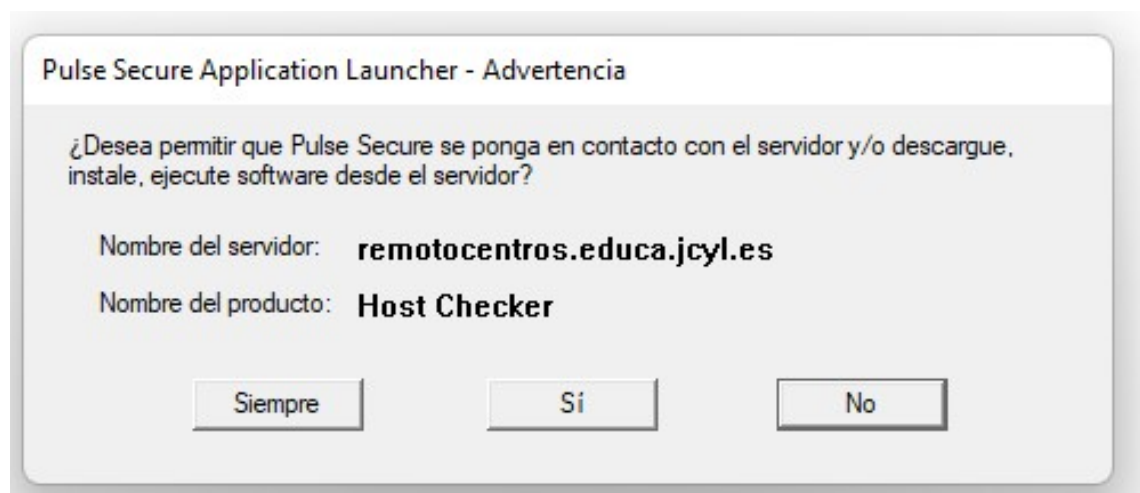 Pulse Secure Application Launcher - Advertencia
¿Desea permitir que Pulse Secure se ponga en contacto con el servidor y/o descargue,
instale, ejecute software desde el servidor?
Nombre del servidor: remotocentros.educa.jcyl.es
Nombre del producto: Host Checker
Siempre Sí No